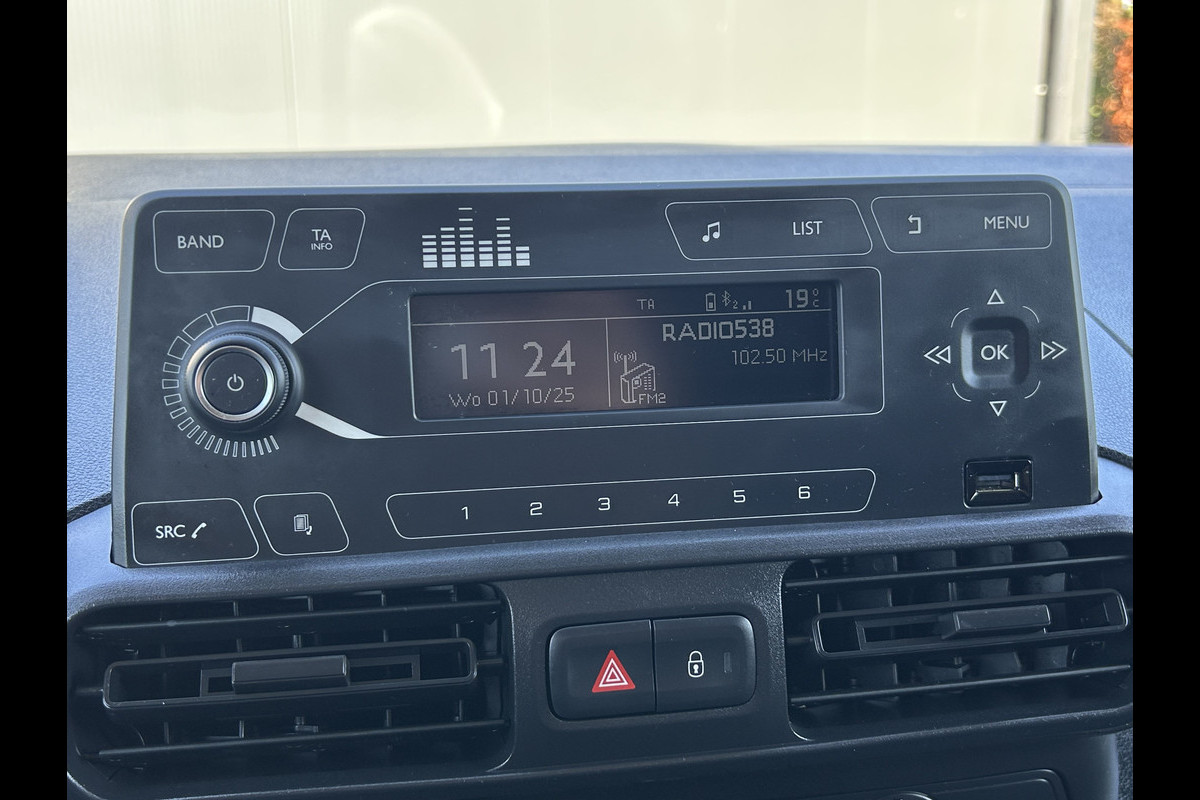 BAND
TA
INFO
LIST
MENU
TA
2
19°C
RADIO538
11 24
102.50 MHz
Wo 01/10/25
FM2
OK
SRC
1 2 3 4 5 6